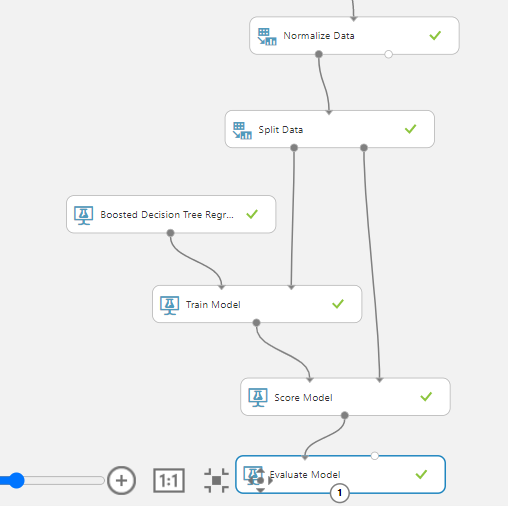 Normalize Data
Split Data
Boosted Decision Tree Regr...
Train Model
Score Model
Evaluate Model
1:1
1